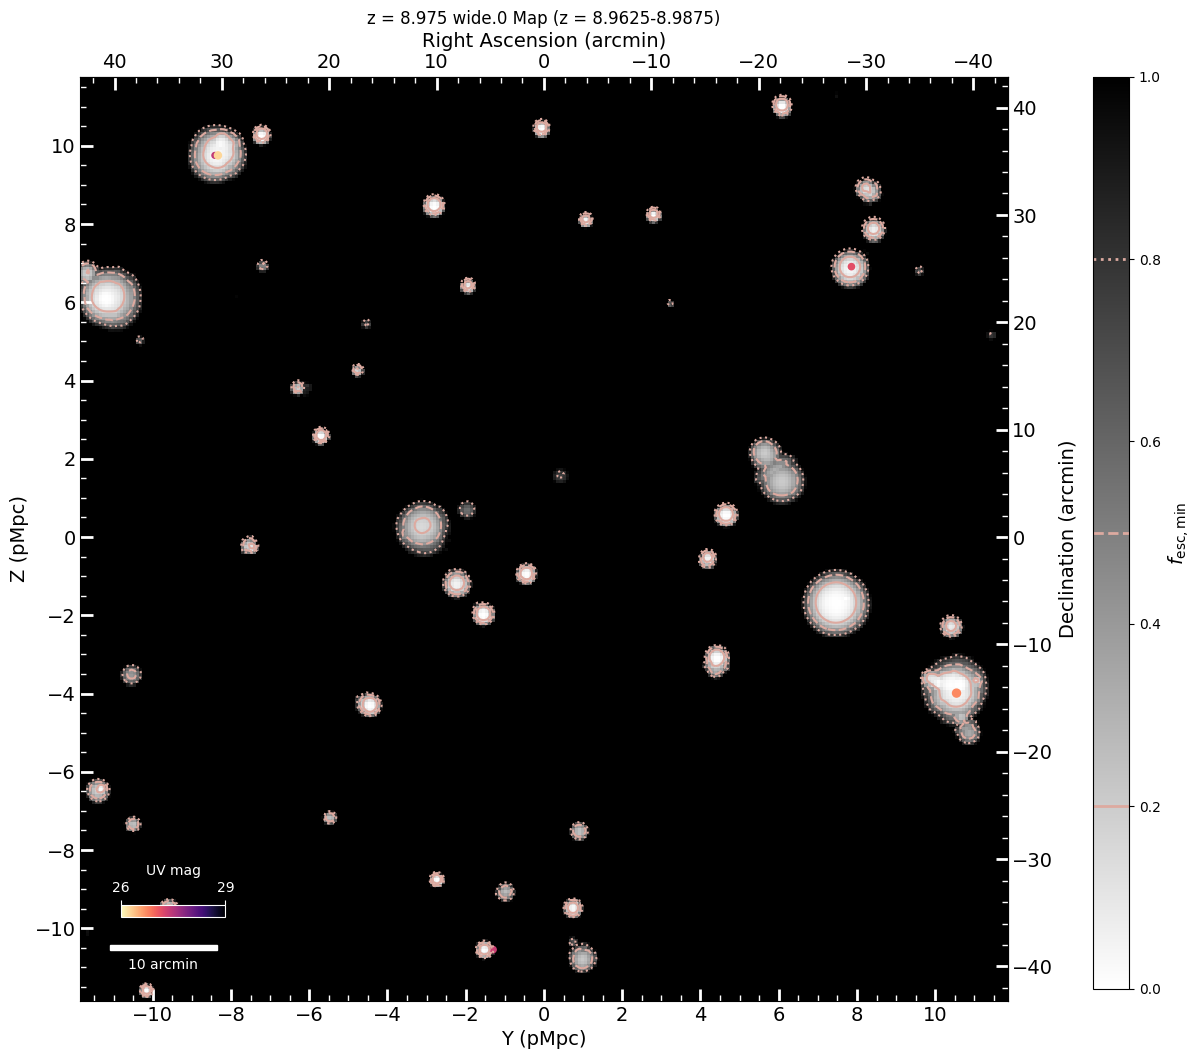 z = 8.975 wide.0 Map (z = 8.9625-8.9875)
Right Ascension (arcmin)
40 30 20 10 0 −10 −20 −30 −40
10
8
6
4
2
0
−2
−4
−6
−8
−10
Z (pMpc)
UV mag
26 29
10 arcmin
−10 −8 −6 −4 −2 0 2 4 6 8 10
Y (pMpc)
40
30
20
10
0
−10
−20
−30
−40
Declination (arcmin)
1.0
0.8
0.6
0.4
0.2
0.0
f_esc,min